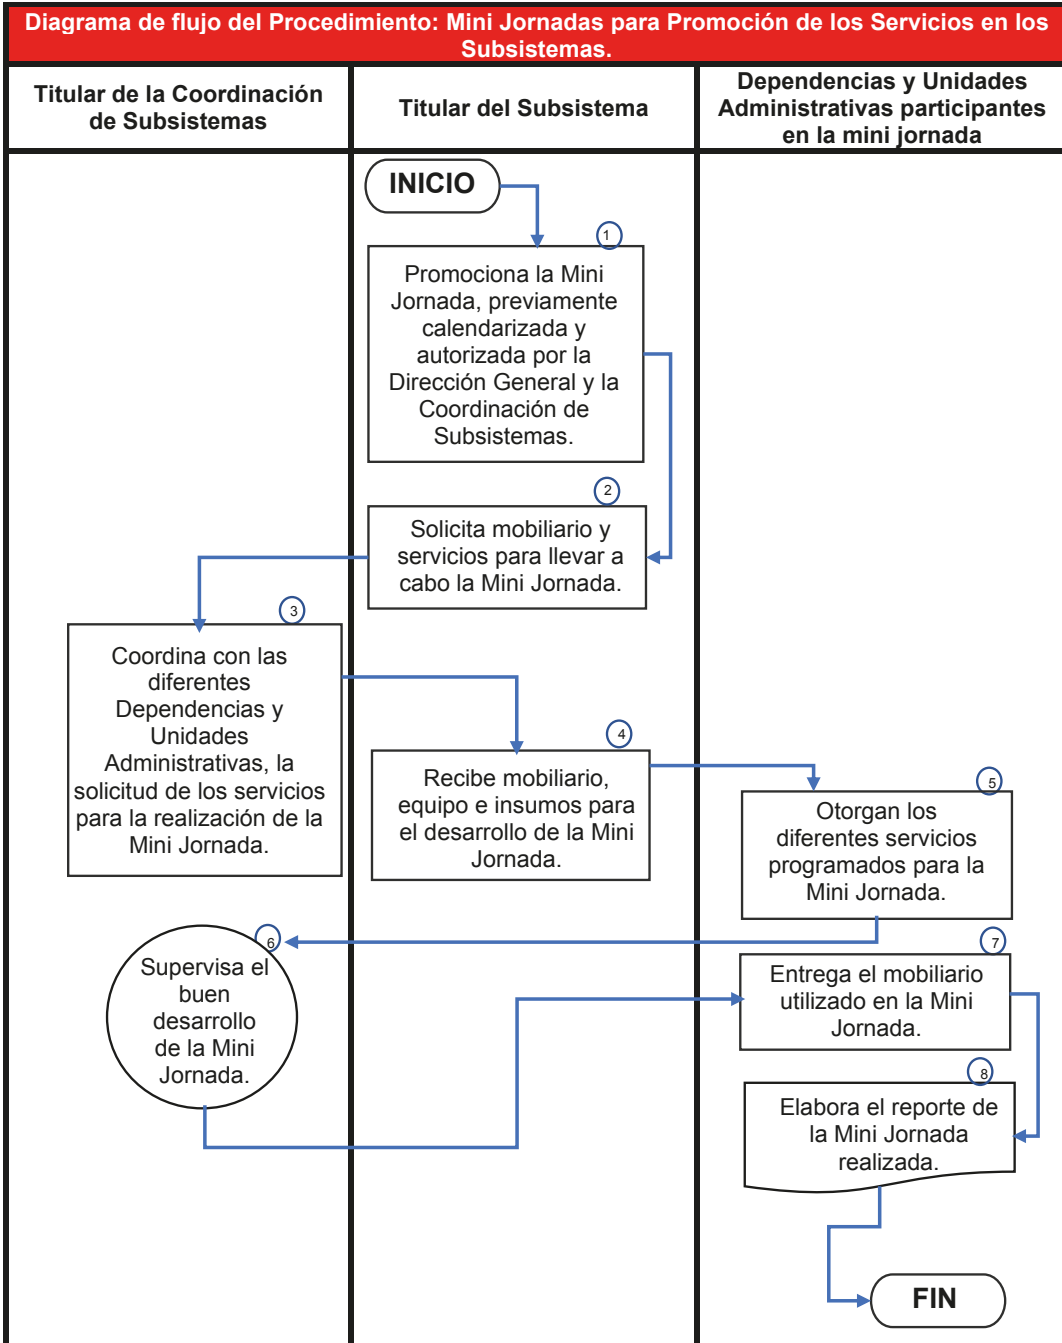 Diagrama de flujo del Procedimiento: Mini Jornadas para Promoción de los Servicios en los
Subsistemas.
Titular de la Coordinación
de Subsistemas
Titular del Subsistema
Dependencias y Unidades
Administrativas participantes
en la mini jornada
INICIO
1
Promociona la Mini
Jornada, previamente
calendarizada y
autorizada por la
Dirección General y la
Coordinación de
Subsistemas.
2
Solicita mobiliario y
servicios para llevar a
cabo la Mini Jornada.
3
Coordina con las
diferentes
Dependencias y
Unidades
Administrativas, la
solicitud de los servicios
para la realización de la
Mini Jornada.
4
Recibe mobiliario,
equipo e insumos para
el desarrollo de la Mini
Jornada.
5
Otorgan los
diferentes servicios
programados para la
Mini Jornada.
6
Supervisa el
buen
desarrollo
de la Mini
Jornada.
7
Entrega el mobiliario
utilizado en la Mini
Jornada.
8
Elabora el reporte de
la Mini Jornada
realizada.
FIN